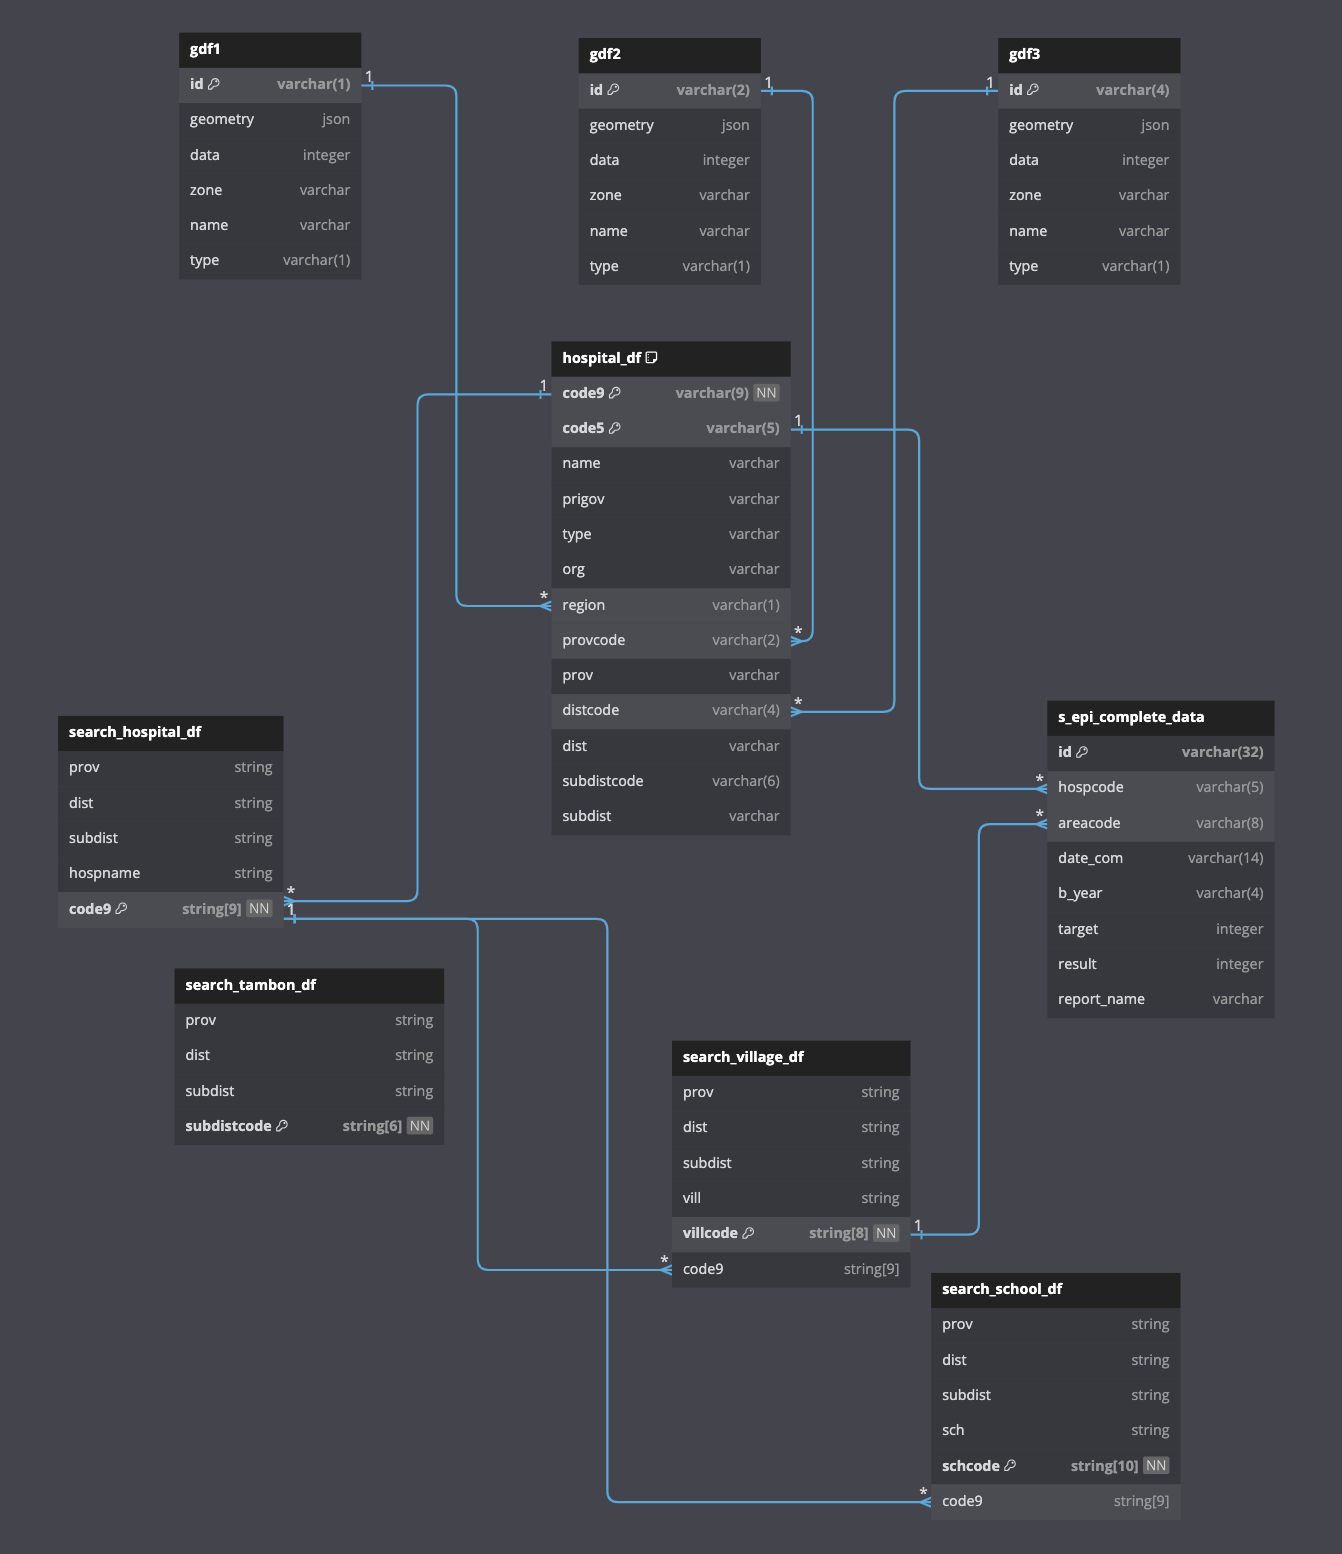 gdf1
id varchar(1)
geometry json
data integer
zone varchar
name varchar
type varchar(1)
1
gdf2
id varchar(2)
geometry json
data integer
zone varchar
name varchar
type varchar(1)
1
gdf3
id varchar(4)
geometry json
data integer
zone varchar
name varchar
type varchar(1)
1
hospital_df
code9 varchar(9) NN
code5 varchar(5)
name varchar
prigov varchar
type varchar
org varchar
region varchar(1)
provcode varchar(2)
prov varchar
distcode varchar(4)
dist varchar
subdistcode varchar(6)
subdist varchar
1
1
*
*
*
search_hospital_df
prov string
dist string
subdist string
hospname string
code9 string[9] NN
*
1
s_epi_complete_data
id varchar(32)
hospcode varchar(5)
areacode varchar(8)
date_com varchar(14)
b_year varchar(4)
target integer
result integer
report_name varchar
*
*
search_tambon_df
prov string
dist string
subdist string
subdistcode string[6] NN
search_village_df
prov string
dist string
subdist string
vill string
villcode string[8] NN
code9 string[9]
1
*
search_school_df
prov string
dist string
subdist string
sch string
schcode string[10] NN
code9 string[9]
*